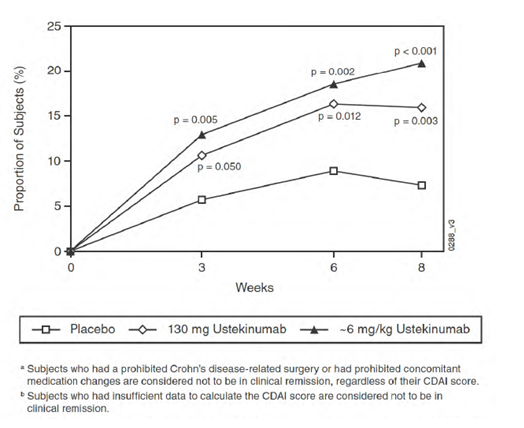 25
20
15
10
5
0
Proportion of Subjects (%)
p = 0.005
p = 0.050
p = 0.002
p = 0.012
p < 0.001
p = 0.003
0 3 6 8
Weeks
0288_v3
Placebo 130 mg Ustekinumab ~6 mg/kg Ustekinumab
a Subjects who had a prohibited Crohn's disease-related surgery or had prohibited concomitant
medication changes are considered not to be in clinical remission, regardless of their CDAI score.
b Subjects who had insufficient data to calculate the CDAI score are considered not to be in
clinical remission.